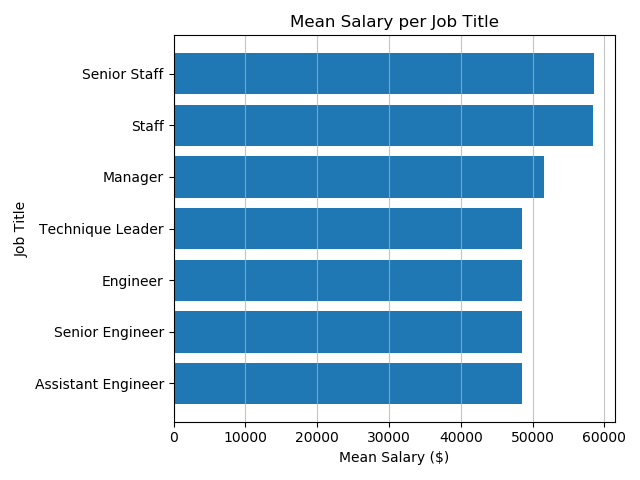 Mean Salary per Job Title
Senior Staff
Staff
Manager
Technique Leader
Engineer
Senior Engineer
Assistant Engineer
Job Title
0 10000 20000 30000 40000 50000 60000
Mean Salary ($)